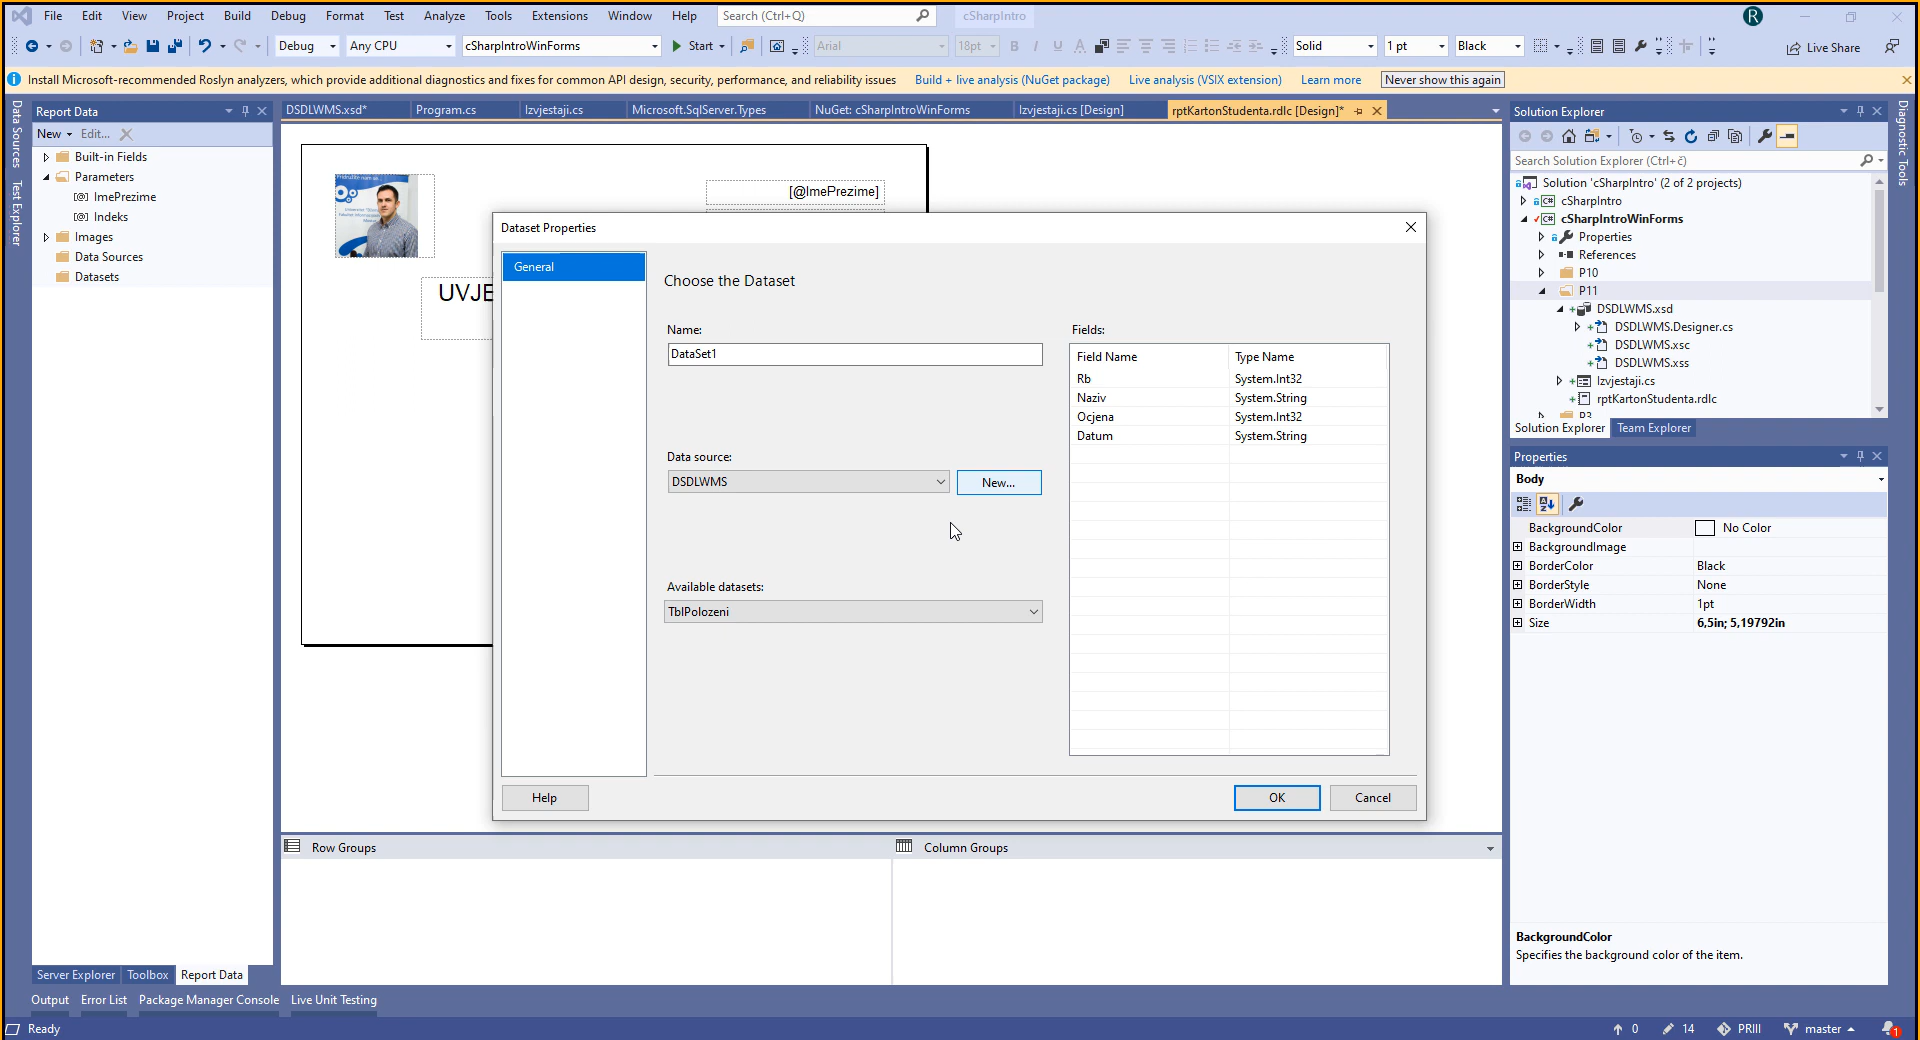 File Edit View Project Build Debug Format Test Analyze Tools Extensions Window Help Search (Ctrl+Q) cSharpIntro R
Debug Any CPU cSharpIntroWinForms Start Arial 18pt B I U A Solid 1 pt Black Live Share
Install Microsoft-recommended Roslyn analyzers, which provide additional diagnostics and fixes for common API design, security, performance, and reliability issues Build + live analysis (NuGet package) Live analysis (VSIX extension) Learn more Never show this again
Data Sources
Test Explorer
Report Data
New Edit...
Built-in Fields
Parameters
ImePrezime
Indeks
Images
Data Sources
Datasets
DSDLWMS.xsd* Program.cs Izvjestaji.cs Microsoft.SqlServer.Types NuGet: cSharpIntroWinForms Izvjestaji.cs [Design] rptKartonStudenta.rdlc [Design]*
[@ImePrezime]
UVJE
Dataset Properties
General
Choose the Dataset
Name:
DataSet1
Data source:
DSDLWMS
New...
Available datasets:
TblPolozeni
Fields:
Field Name Type Name
Rb System.Int32
Naziv System.String
Ocjena System.Int32
Datum System.String
Help OK Cancel
Row Groups Column Groups
Solution Explorer
Search Solution Explorer (Ctrl+č)
Solution 'cSharpIntro' (2 of 2 projects)
cSharpIntro
cSharpIntroWinForms
Properties
References
P10
P11
DSDLWMS.xsd
DSDLWMS.Designer.cs
DSDLWMS.xsc
DSDLWMS.xss
Izvjestaji.cs
rptKartonStudenta.rdlc
P3
Solution Explorer Team Explorer
Diagnostic Tools
Properties
Body
BackgroundColor No Color
BackgroundImage
BorderColor Black
BorderStyle None
BorderWidth 1pt
Size 6,5in; 5,19792in
BackgroundColor
Specifies the background color of the item.
Server Explorer Toolbox Report Data
Output Error List Package Manager Console Live Unit Testing
Ready 0 14 PRIII master 1